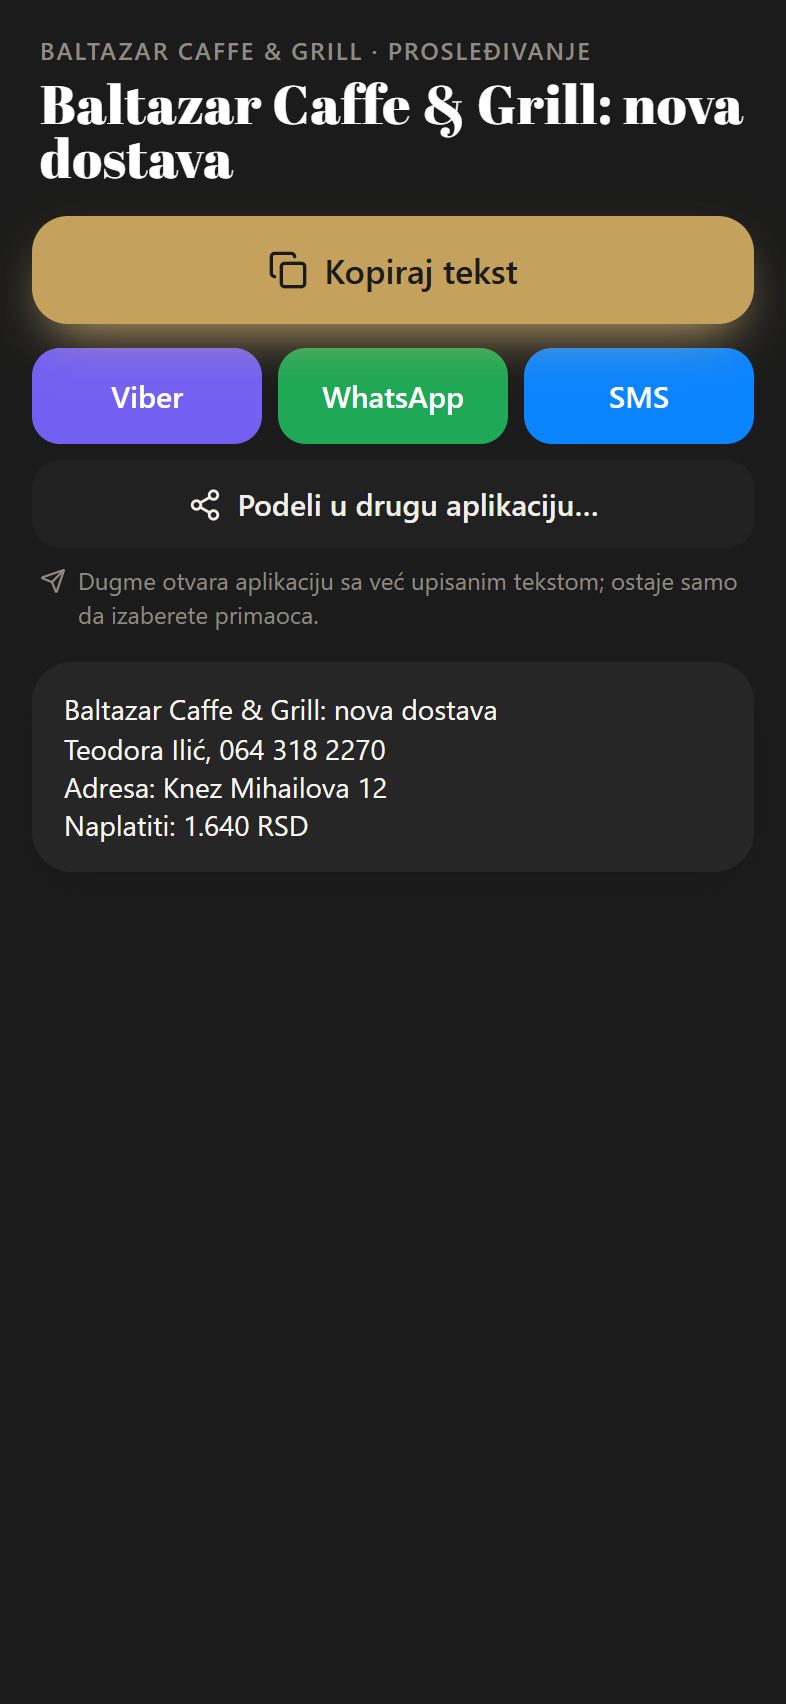 BALTAZAR CAFFE & GRILL · PROSLEĐIVANJE
Baltazar Caffe & Grill: nova
dostava
Kopiraj tekst
Viber
WhatsApp
SMS
Podeli u drugu aplikaciju...
Dugme otvara aplikaciju sa već upisanim tekstom; ostaje samo
da izaberete primaoca.
Baltazar Caffe & Grill: nova dostava
Teodora Ilić, 064 318 2270
Adresa: Knez Mihailova 12
Naplatiti: 1.640 RSD